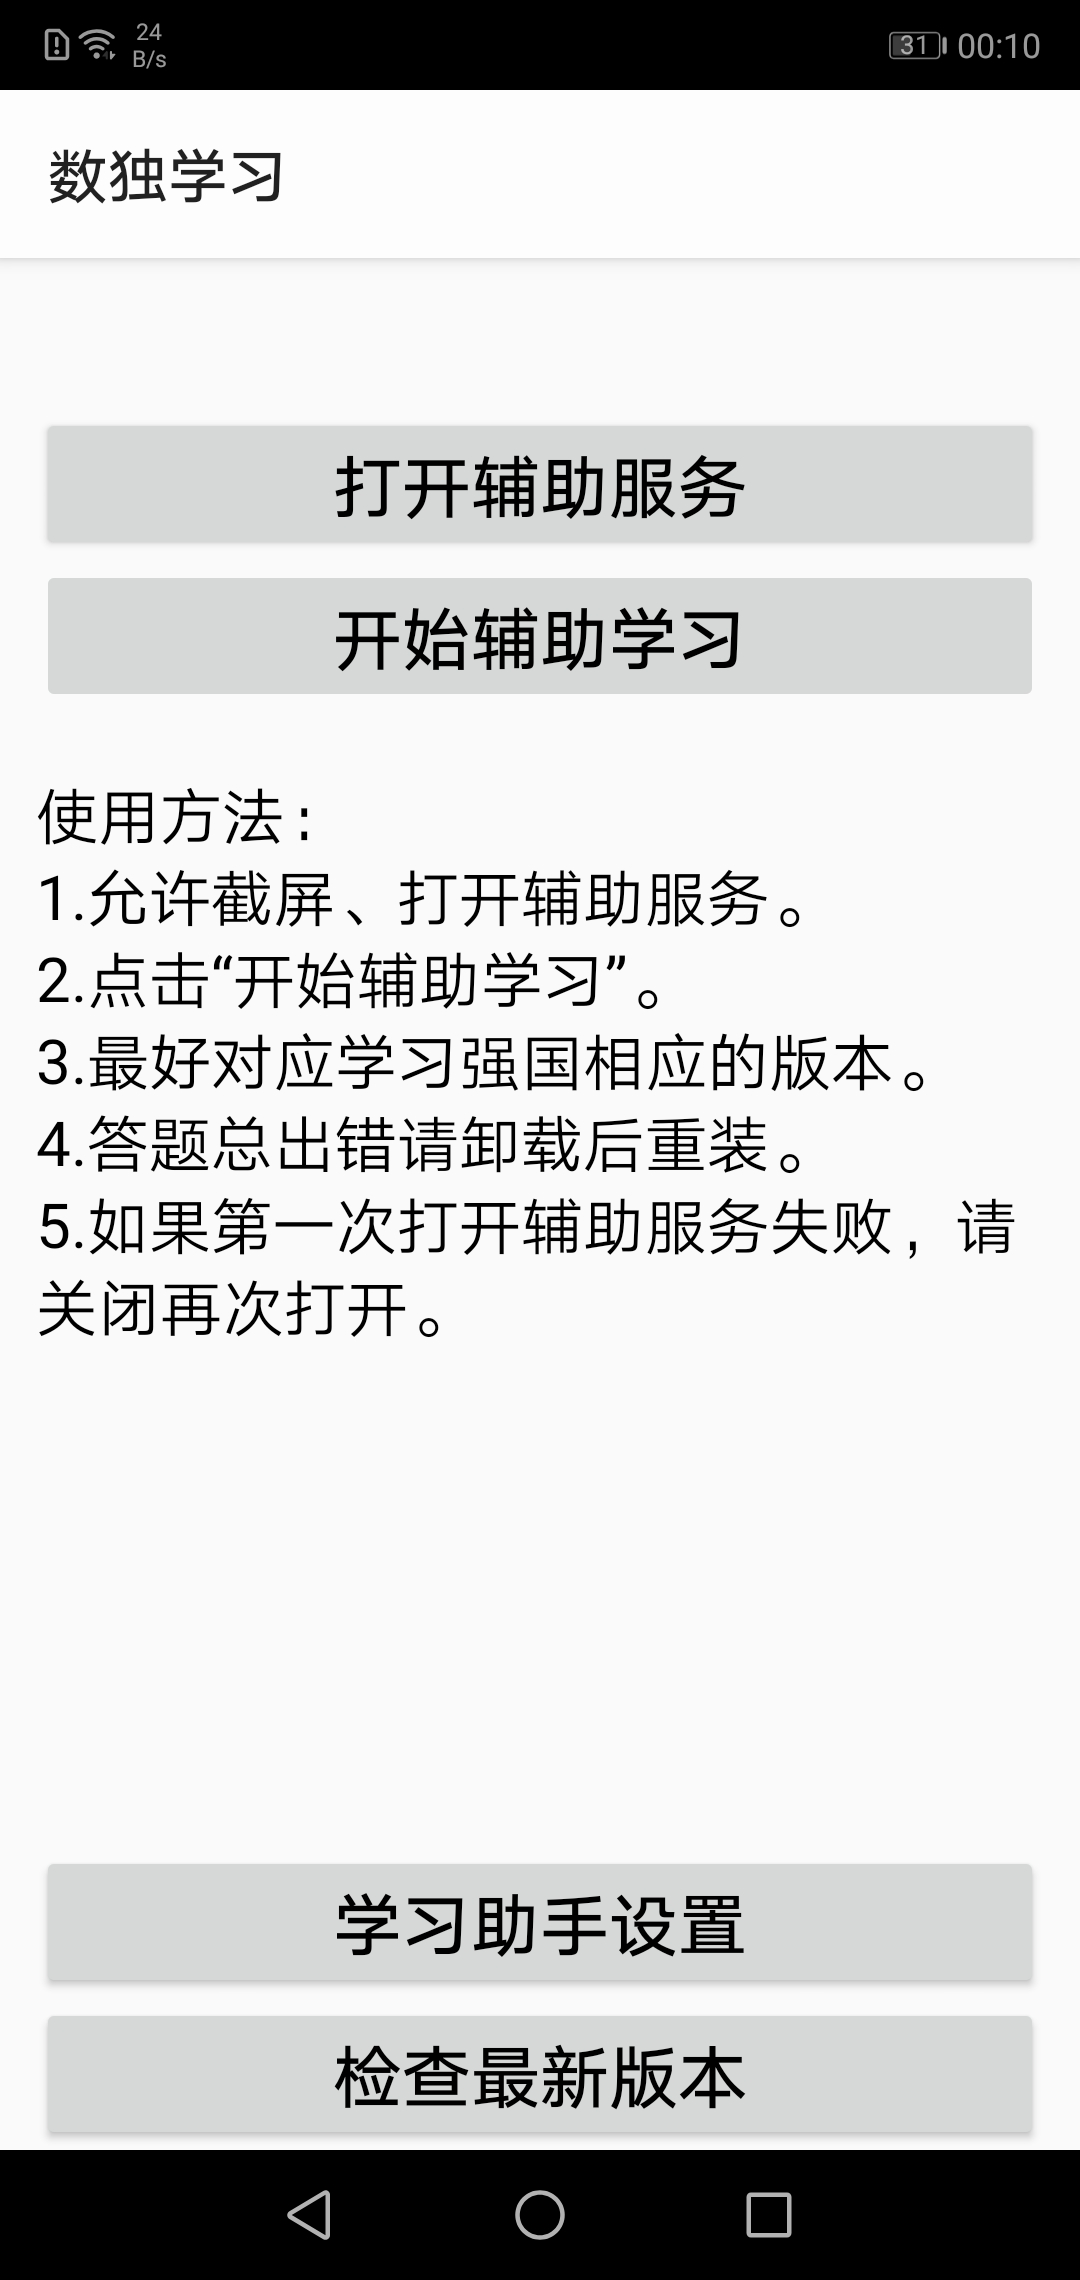 24
B/s
31
00:10
数独学习
打开辅助服务
开始辅助学习
使用方法:
1.允许截屏、打开辅助服务。
2.点击“开始辅助学习”。
3.最好对应学习强国相应的版本。
4.答题总出错请卸载后重装。
5.如果第一次打开辅助服务失败，请
关闭再次打开。
学习助手设置
检查最新版本